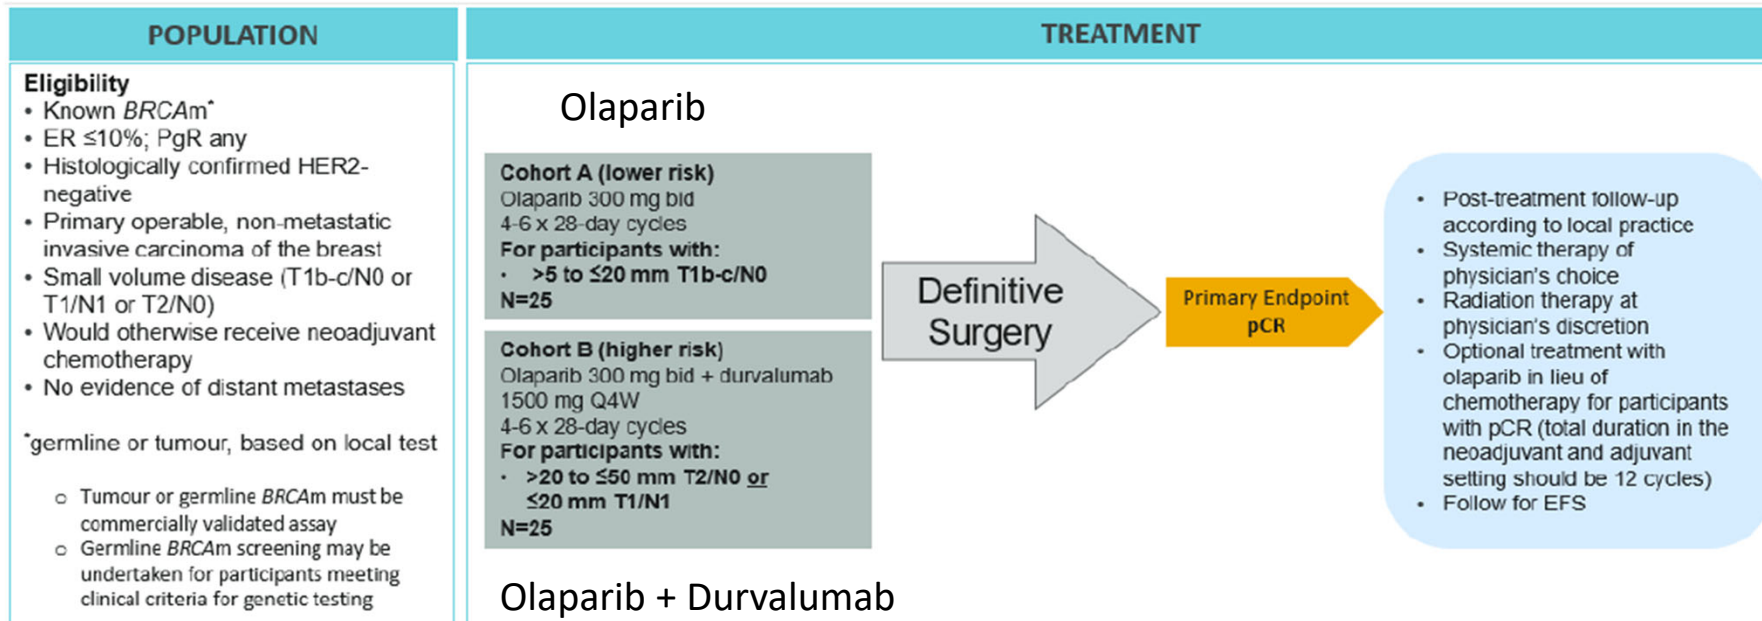 POPULATION
Eligibility
• Known BRCAm*
• ER ≤10%; PgR any
• Histologically confirmed HER2-
negative
• Primary operable, non-metastatic
invasive carcinoma of the breast
• Small volume disease (T1b-c/N0 or
T1/N1 or T2/N0)
• Would otherwise receive neoadjuvant
chemotherapy
• No evidence of distant metastases
*germline or tumour, based on local test
o Tumour or germline BRCAm must be
commercially validated assay
o Germline BRCAm screening may be
undertaken for participants meeting
clinical criteria for genetic testing
TREATMENT
Olaparib
Cohort A (lower risk)
Olaparib 300 mg bid
4-6 x 28-day cycles
For participants with:
• >5 to ≤20 mm T1b-c/N0
N=25
Cohort B (higher risk)
Olaparib 300 mg bid + durvalumab
1500 mg Q4W
4-6 x 28-day cycles
For participants with:
• >20 to ≤50 mm T2/N0 or
≤20 mm T1/N1
N=25
Olaparib + Durvalumab
Definitive
Surgery
Primary Endpoint
pCR
• Post-treatment follow-up
according to local practice
• Systemic therapy of
physician's choice
• Radiation therapy at
physician's discretion
• Optional treatment with
olaparib in lieu of
chemotherapy for participants
with pCR (total duration in the
neoadjuvant and adjuvant
setting should be 12 cycles)
• Follow for EFS